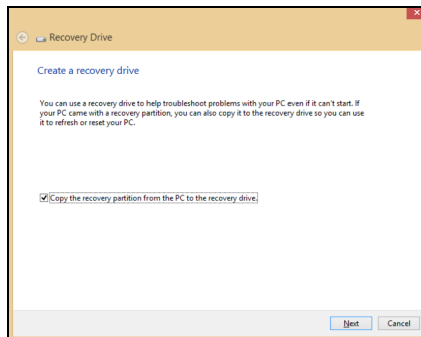 Recovery Drive
Create a recovery drive
You can use a recovery drive to help troubleshoot problems with your PC even if it can't start. If
your PC came with a recovery partition, you can also copy it to the recovery drive so you can use
it to refresh or reset your PC.
Copy the recovery partition from the PC to the recovery drive.
Next Cancel